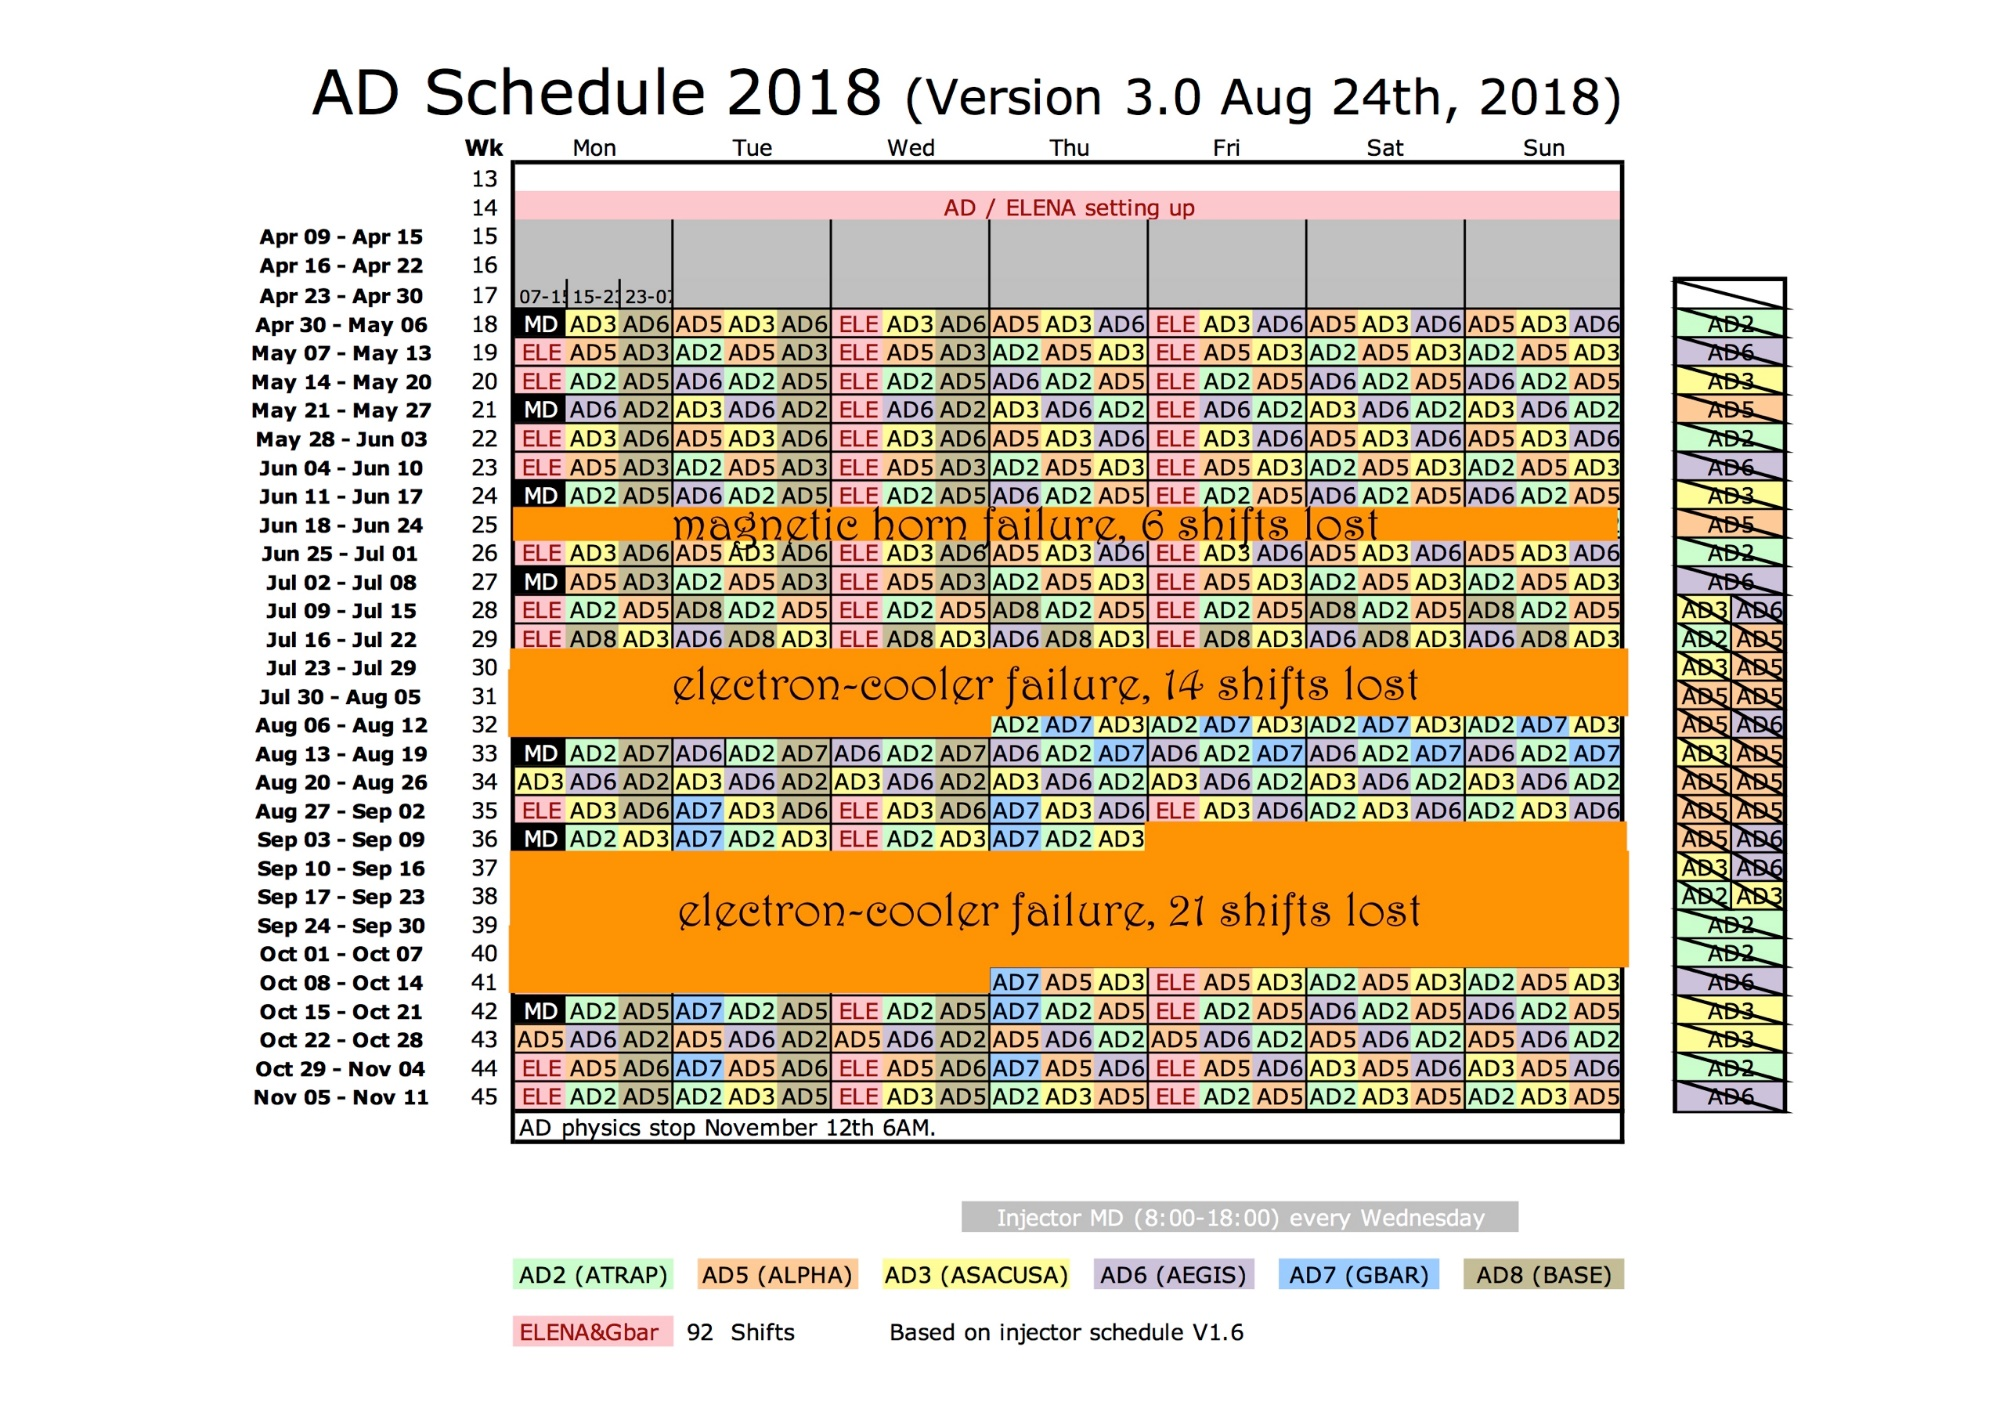 AD Schedule 2018 (Version 3.0 Aug 24th, 2018)
Wk Mon Tue Wed Thu Fri Sat Sun
13
14 AD / ELENA setting up
Apr 09 - Apr 15 15
Apr 16 - Apr 22 16
Apr 23 - Apr 30 17 07-15 15-23 23-07
Apr 30 - May 06 18 MD AD3 AD6 AD5 AD3 AD6 ELE AD3 AD6 AD5 AD3 AD6 ELE AD3 AD6 AD5 AD3 AD6 AD5 AD3 AD6 AD2
May 07 - May 13 19 ELE AD5 AD3 AD2 AD5 AD3 ELE AD5 AD3 AD2 AD5 AD3 ELE AD5 AD3 AD2 AD5 AD3 AD2 AD5 AD3 AD6
May 14 - May 20 20 ELE AD2 AD5 AD6 AD2 AD5 ELE AD2 AD5 AD6 AD2 AD5 ELE AD2 AD5 AD6 AD2 AD5 AD6 AD2 AD5 AD3
May 21 - May 27 21 MD AD6 AD2 AD3 AD6 AD2 ELE AD6 AD2 AD3 AD6 AD2 ELE AD6 AD2 AD3 AD6 AD2 AD3 AD6 AD2 AD5
May 28 - Jun 03 22 ELE AD3 AD6 AD5 AD3 AD6 ELE AD3 AD6 AD5 AD3 AD6 ELE AD3 AD6 AD5 AD3 AD6 AD5 AD3 AD6 AD2
Jun 04 - Jun 10 23 ELE AD5 AD3 AD2 AD5 AD3 ELE AD5 AD3 AD2 AD5 AD3 ELE AD5 AD3 AD2 AD5 AD3 AD2 AD5 AD3 AD6
Jun 11 - Jun 17 24 MD AD2 AD5 AD6 AD2 AD5 ELE AD2 AD5 AD6 AD2 AD5 ELE AD2 AD5 AD6 AD2 AD5 AD6 AD2 AD5 AD3
Jun 18 - Jun 24 25 magnetic horn failure, 6 shifts lost AD5
Jun 25 - Jul 01 26 ELE AD3 AD6 AD5 AD3 AD6 ELE AD3 AD6 AD5 AD3 AD6 ELE AD3 AD6 AD5 AD3 AD6 AD5 AD3 AD6 AD2
Jul 02 - Jul 08 27 MD AD5 AD3 AD2 AD5 AD3 ELE AD5 AD3 AD2 AD5 AD3 ELE AD5 AD3 AD2 AD5 AD3 AD2 AD5 AD3 AD6
Jul 09 - Jul 15 28 ELE AD2 AD5 AD8 AD2 AD5 ELE AD2 AD5 AD8 AD2 AD5 ELE AD2 AD5 AD8 AD2 AD5 AD8 AD2 AD5 AD3 AD6
Jul 16 - Jul 22 29 ELE AD8 AD3 AD6 AD8 AD3 ELE AD8 AD3 AD6 AD8 AD3 ELE AD8 AD3 AD6 AD8 AD3 AD6 AD8 AD3 AD2 AD5
Jul 23 - Jul 29 30 AD3 AD5
electron-cooler failure, 14 shifts lost
Jul 30 - Aug 05 31 AD5 AD5
Aug 06 - Aug 12 32 AD2 AD7 AD3 AD2 AD7 AD3 AD2 AD7 AD3 AD2 AD7 AD3 AD5 AD6
Aug 13 - Aug 19 33 MD AD2 AD7 AD6 AD2 AD7 AD6 AD2 AD7 AD6 AD2 AD7 AD6 AD2 AD7 AD6 AD2 AD7 AD6 AD2 AD7 AD3 AD5
Aug 20 - Aug 26 34 AD3 AD6 AD2 AD3 AD6 AD2 AD3 AD6 AD2 AD3 AD6 AD2 AD3 AD6 AD2 AD3 AD6 AD2 AD3 AD6 AD2 AD5 AD5
Aug 27 - Sep 02 35 ELE AD3 AD6 AD7 AD3 AD6 ELE AD3 AD6 AD7 AD3 AD6 ELE AD3 AD6 AD2 AD3 AD6 AD2 AD3 AD6 AD5 AD5
Sep 03 - Sep 09 36 MD AD2 AD3 AD7 AD2 AD3 ELE AD2 AD3 AD7 AD2 AD3 AD5 AD6
Sep 10 - Sep 16 37 AD3 AD6
Sep 17 - Sep 23 38 AD2 AD3
electron-cooler failure, 21 shifts lost
Sep 24 - Sep 30 39 AD2
Oct 01 - Oct 07 40 AD2
Oct 08 - Oct 14 41 AD7 AD5 AD3 ELE AD5 AD3 AD2 AD5 AD3 AD2 AD5 AD3 AD6
Oct 15 - Oct 21 42 MD AD2 AD5 AD7 AD2 AD5 ELE AD2 AD5 AD7 AD2 AD5 ELE AD2 AD5 AD6 AD2 AD5 AD6 AD2 AD5 AD3
Oct 22 - Oct 28 43 AD5 AD6 AD2 AD5 AD6 AD2 AD5 AD6 AD2 AD5 AD6 AD2 AD5 AD6 AD2 AD5 AD6 AD2 AD5 AD6 AD2 AD3
Oct 29 - Nov 04 44 ELE AD5 AD6 AD7 AD5 AD6 ELE AD5 AD6 AD7 AD5 AD6 ELE AD5 AD6 AD3 AD5 AD6 AD3 AD5 AD6 AD2
Nov 05 - Nov 11 45 ELE AD2 AD5 AD2 AD3 AD5 ELE AD3 AD5 AD2 AD3 AD5 ELE AD2 AD5 AD2 AD3 AD5 AD2 AD3 AD5 AD6
AD physics stop November 12th 6AM.
Injector MD (8:00-18:00) every Wednesday
AD2 (ATRAP) AD5 (ALPHA) AD3 (ASACUSA) AD6 (AEGIS) AD7 (GBAR) AD8 (BASE)
ELENA&Gbar 92 Shifts Based on injector schedule V1.6